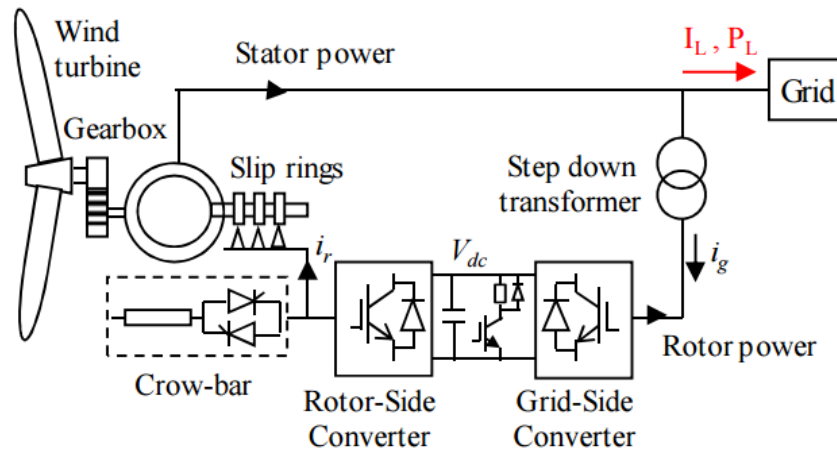 Wind
turbine
Stator power
I_L , P_L
Grid
Gearbox
Slip rings
Step down
transformer
i_r
V_dc
i_g
Rotor power
Crow-bar
Rotor-Side
Converter
Grid-Side
Converter